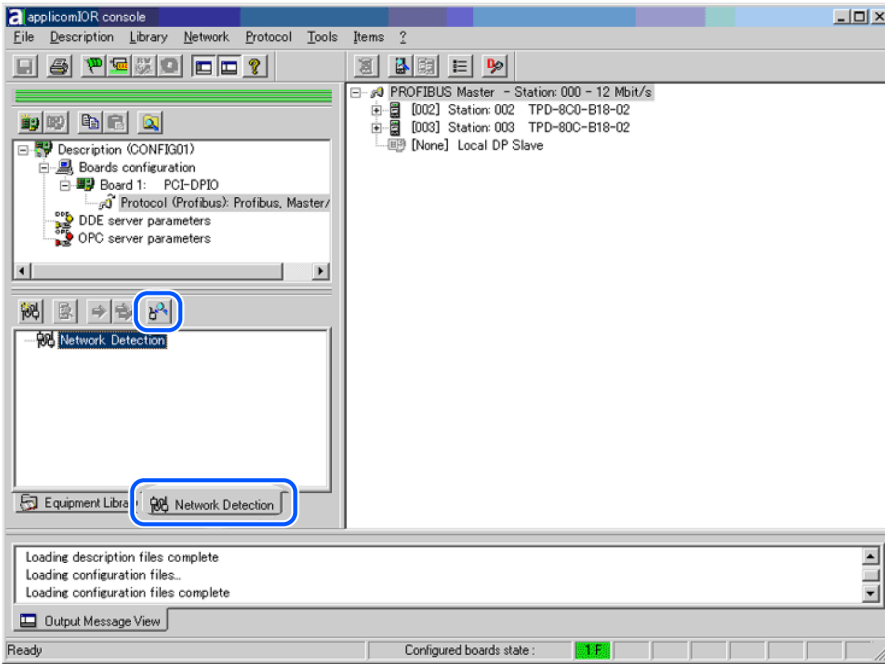 applicomIOR console
File Description Library Network Protocol Tools Items ?
PROFIBUS Master - Station: 000 - 12 Mbit/s
[002] Station: 002 TPD-8C0-B18-02
[003] Station: 003 TPD-80C-B18-02
[None] Local DP Slave
Description (CONFIG01)
Boards configuration
Board 1: PCI-DPIO
Protocol (Profibus): Profibus, Master/
DDE server parameters
OPC server parameters
Network Detection
Equipment Libra
Network Detection
Loading description files complete
Loading configuration files...
Loading configuration files complete
Output Message View
Ready Configured boards state : 1 F